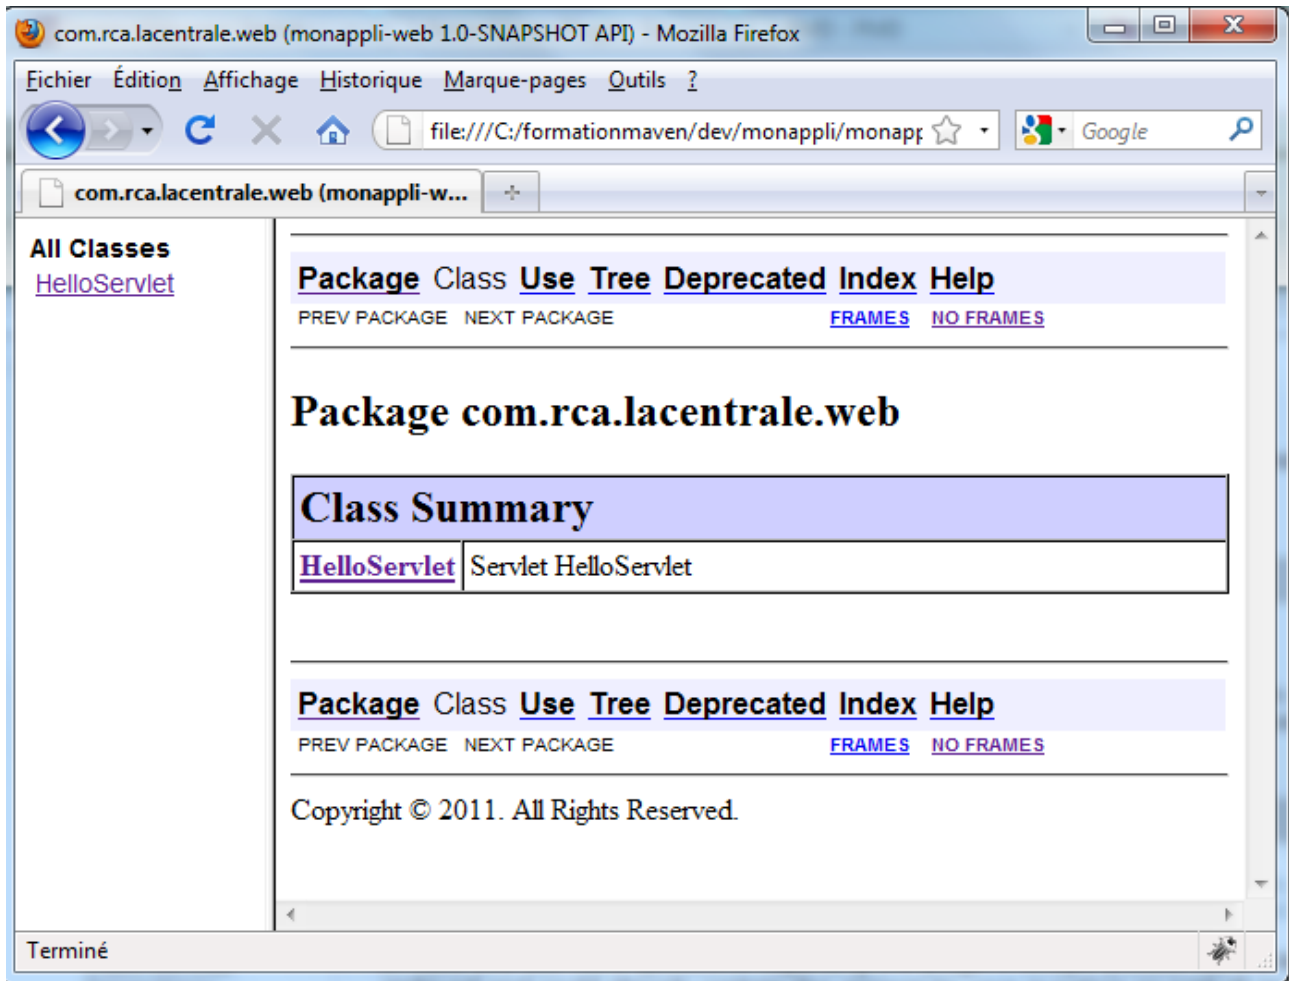 com.rca.lacentrale.web (monappli-web 1.0-SNAPSHOT API) - Mozilla Firefox
Fichier Édition Affichage Historique Marque-pages Outils ?
file:///C:/formationmaven/dev/monappli/monapp Google
com.rca.lacentrale.web (monappli-w...
All Classes
HelloServlet
Package Class Use Tree Deprecated Index Help
PREV PACKAGE NEXT PACKAGE FRAMES NO FRAMES
Package com.rca.lacentrale.web
Class Summary
HelloServlet Servlet HelloServlet
Package Class Use Tree Deprecated Index Help
PREV PACKAGE NEXT PACKAGE FRAMES NO FRAMES
Copyright © 2011. All Rights Reserved.
Terminé